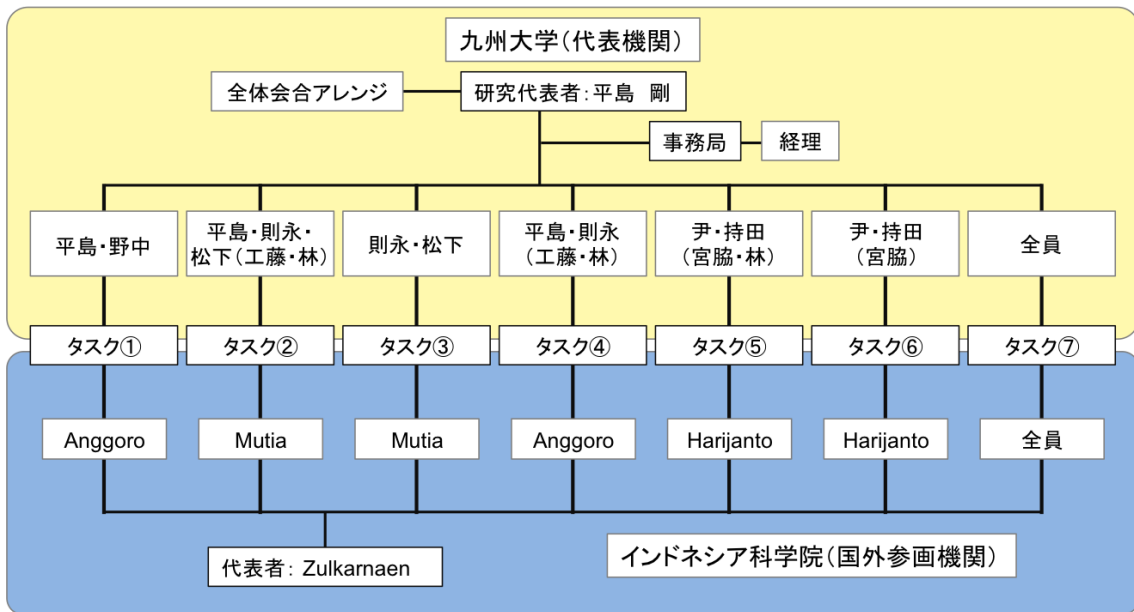 九州大学（代表機関）
全体会合アレンジ
研究代表者：平島　剛
事務局
経理
平島・野中
平島・則永・
松下（工藤・林）
則永・松下
平島・則永
（工藤・林）
尹・持田
（宮脇・林）
尹・持田
（宮脇）
全員
タスク①
タスク②
タスク③
タスク④
タスク⑤
タスク⑥
タスク⑦
Anggoro
Mutia
Mutia
Anggoro
Harijanto
Harijanto
全員
代表者： Zulkarnaen
インドネシア科学院（国外参画機関）